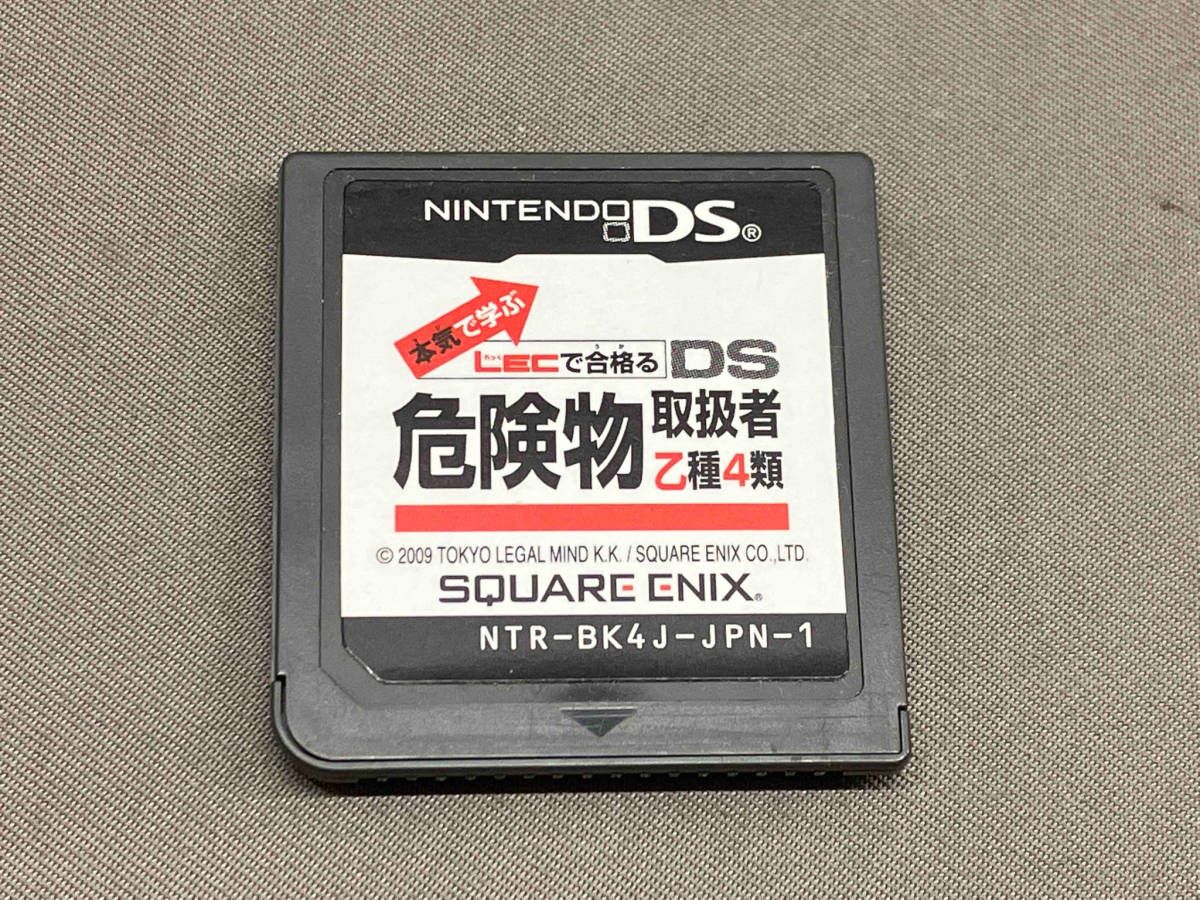 NINTENDO DS®
本気で学ぶ
LECで合格る DS
危険物 取扱者
乙種4類
© 2009 TOKYO LEGAL MIND K.K. / SQUARE ENIX CO.,LTD.
SQUARE ENIX®
NTR-BK4J-JPN-1